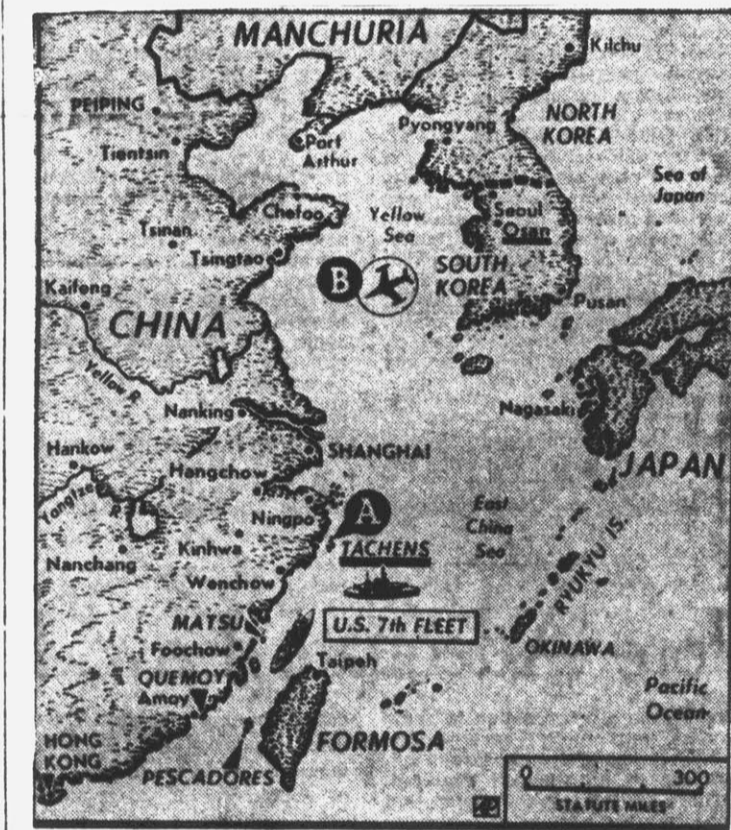 MANCHURIA
Kilchu
PEIPING
NORTH
KOREA
Pyongyang
Tientsin
Port
Arthur
Sea of
Japan
Chefoo
Yellow
Sea
Seoul
Osan
Tsinan
Tsingtao
B
SOUTH
KOREA
Kaifeng
Pusan
CHINA
Yellow R.
Nanking
Nagasaki
Hankow
SHANGHAI
JAPAN
Hangchow
Yangtze
R.
Ningpo
A
East
China
Sea
RYUKYU IS.
Nanchang
Kinhwa
TACHENS
Wenchow
MATSU
U.S. 7th FLEET
Foochow
OKINAWA
Taipeh
QUEMOY
Amoy
Pacific
Ocean
HONG
KONG
FORMOSA
PESCADORES
0 300
STATUTE MILES
AP